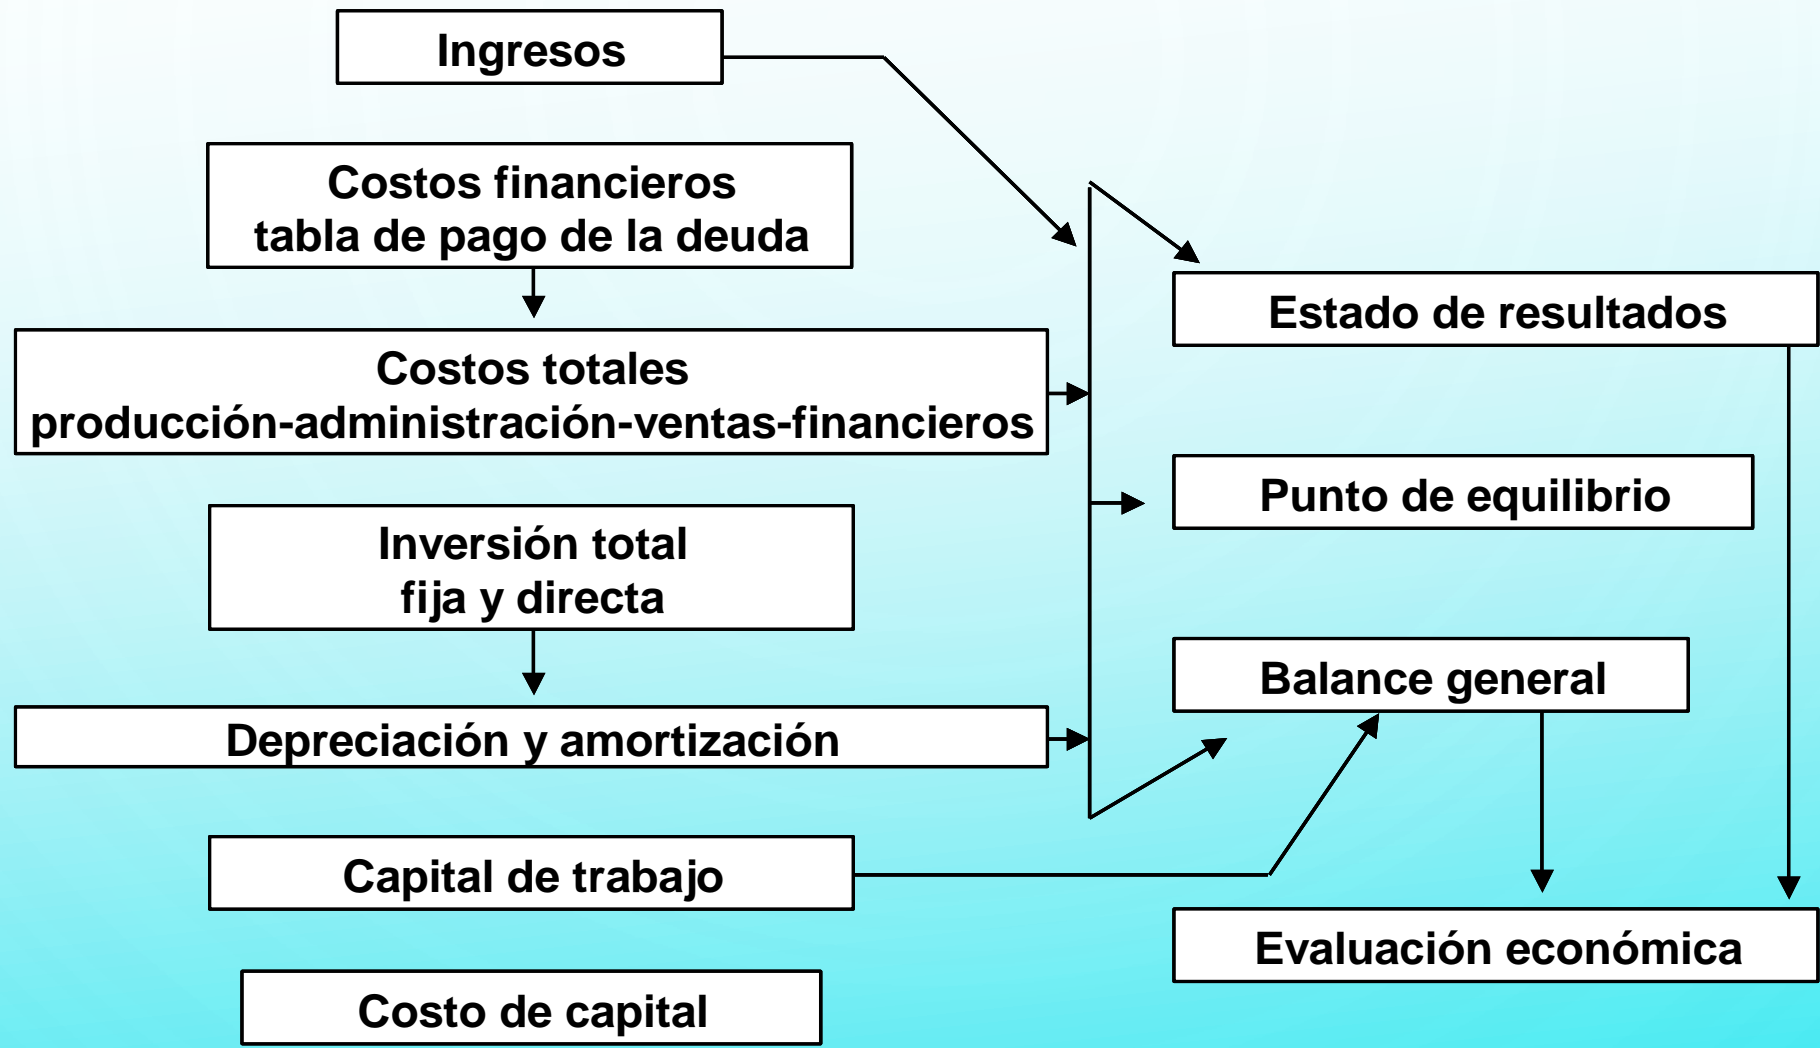 Ingresos
Costos financieros
tabla de pago de la deuda
Costos totales
producción-administración-ventas-financieros
Inversión total
fija y directa
Depreciación y amortización
Capital de trabajo
Costo de capital
Estado de resultados
Punto de equilibrio
Balance general
Evaluación económica